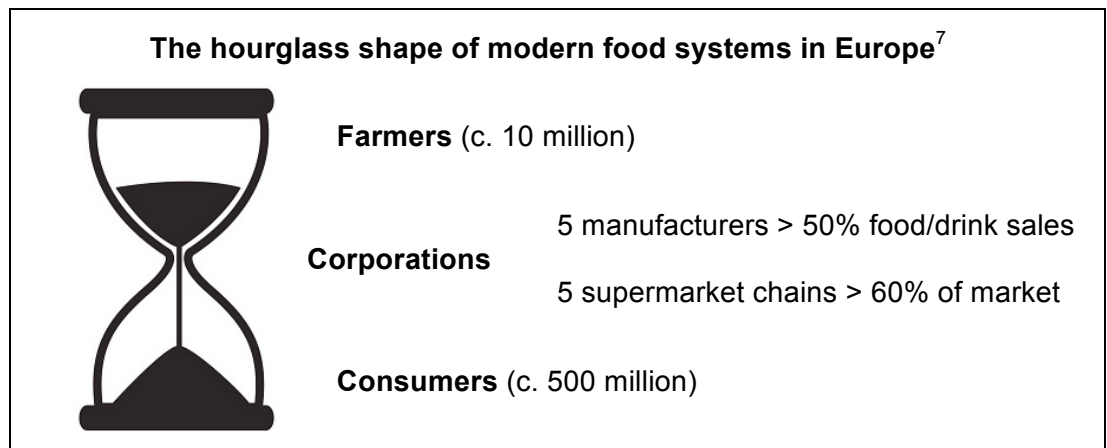 The hourglass shape of modern food systems in Europe7
Farmers (c. 10 million)
5 manufacturers > 50% food/drink sales
Corporations
5 supermarket chains > 60% of market
Consumers (c. 500 million)